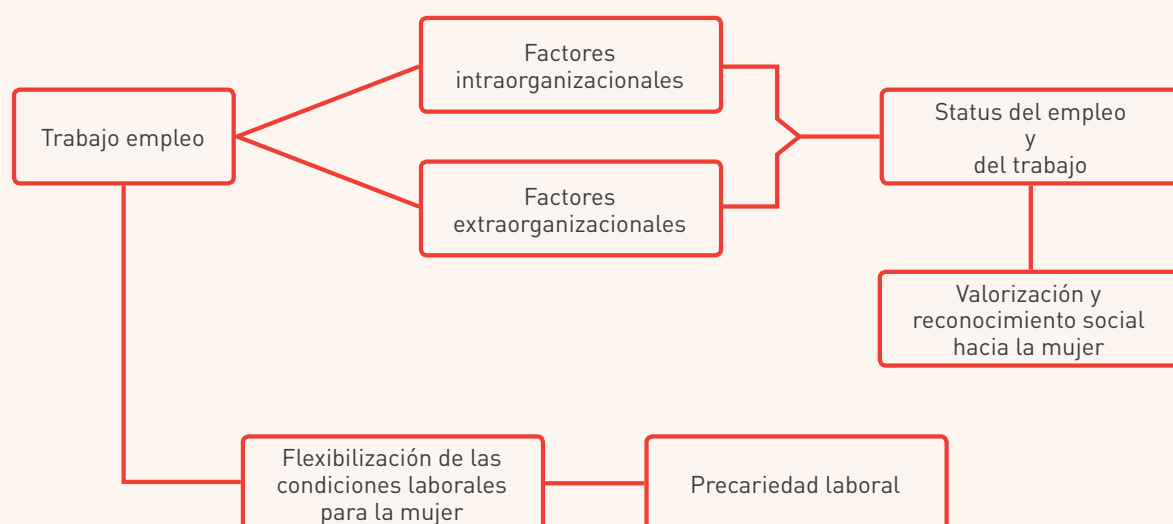 Factores
intraorganizacionales
Trabajo empleo
Status del empleo
y
del trabajo
Factores
extraorganizacionales
Valorización y
reconocimiento social
hacia la mujer
Flexibilización de las
condiciones laborales
para la mujer
Precariedad laboral